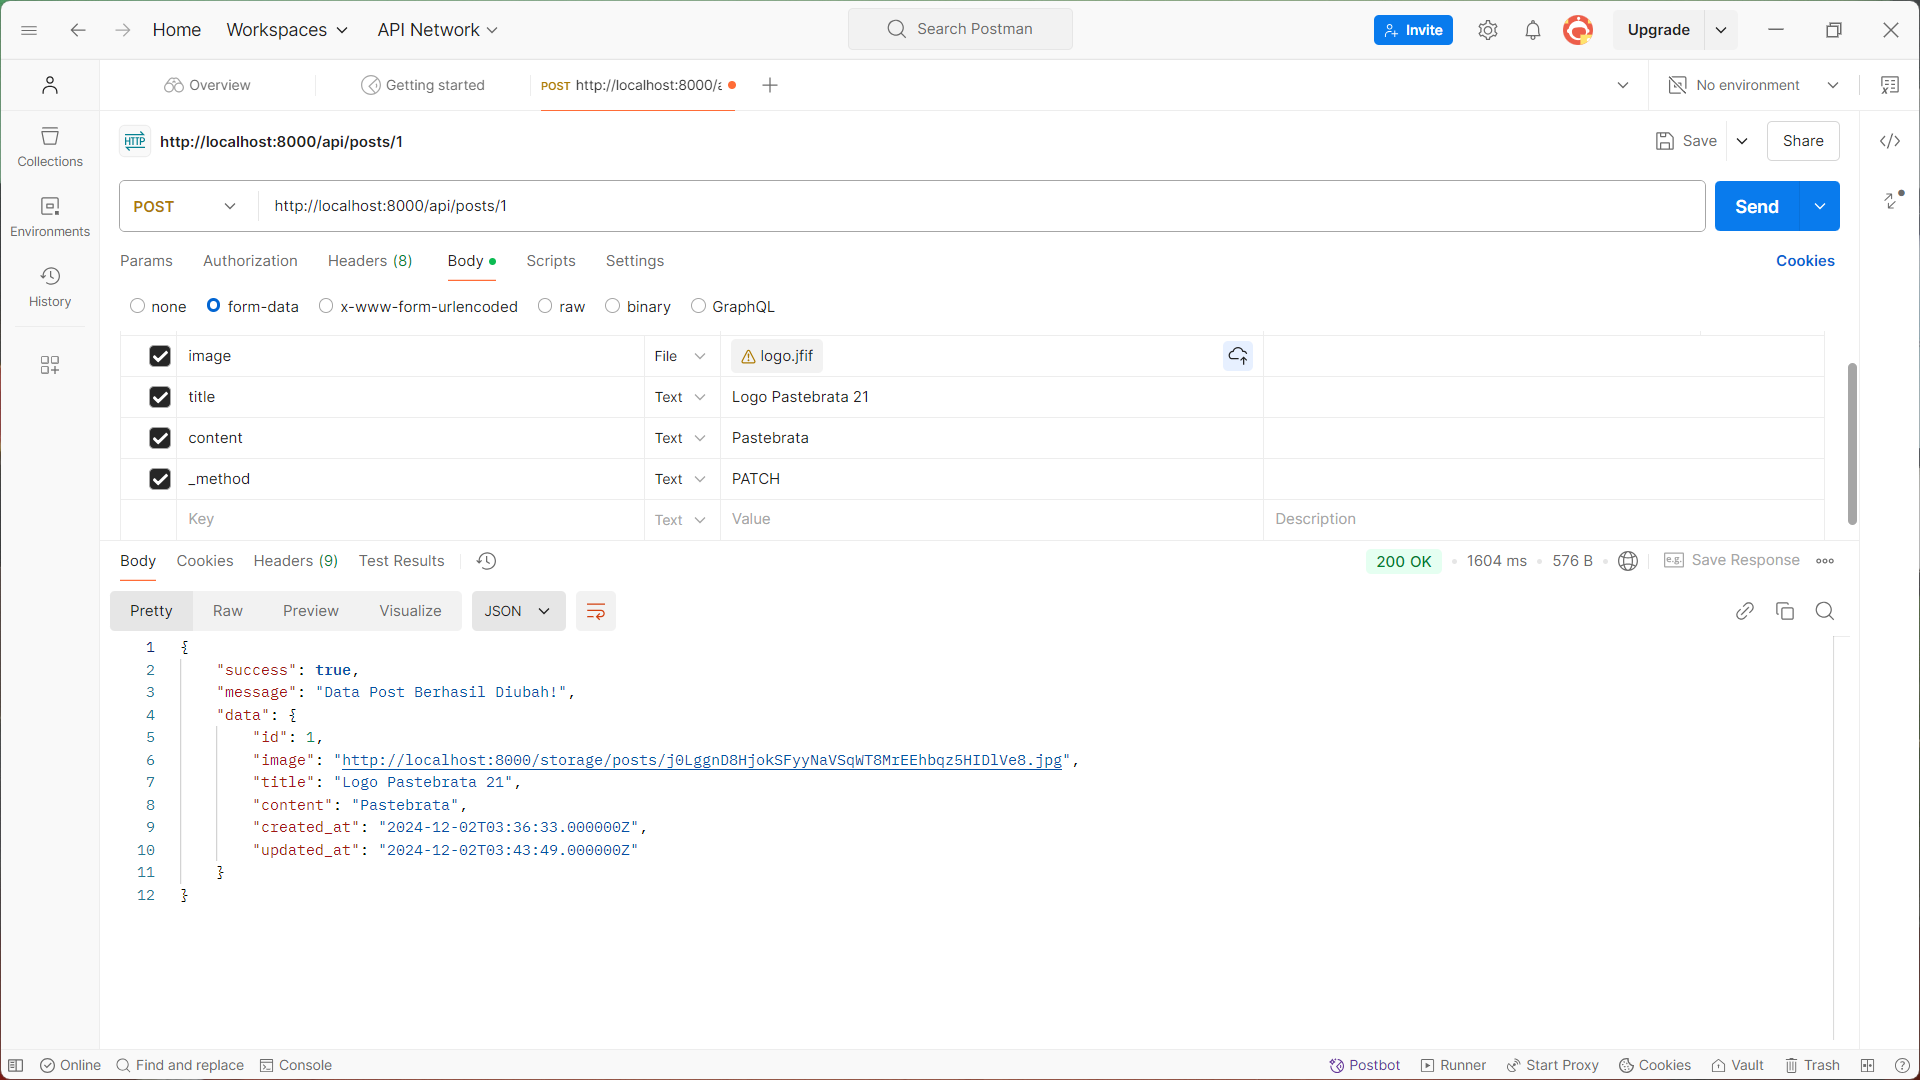 Home Workspaces API Network Search Postman Invite Upgrade
Overview Getting started POST http://localhost:8000/a No environment
HTTP http://localhost:8000/api/posts/1 Save Share
Collections
Environments
History
POST http://localhost:8000/api/posts/1 Send
Params Authorization Headers (8) Body Scripts Settings Cookies
none form-data x-www-form-urlencoded raw binary GraphQL
image File logo.jfif
title Text Logo Pastebrata 21
content Text Pastebrata
_method Text PATCH
Key Text Value Description
Body Cookies Headers (9) Test Results 200 OK 1604 ms 576 B e.g. Save Response
Pretty Raw Preview Visualize JSON
1 {
2 "success": true,
3 "message": "Data Post Berhasil Diubah!",
4 "data": {
5 "id": 1,
6 "image": "http://localhost:8000/storage/posts/j0LggnD8HjokSFyyNaVSqWT8MrEEhbqz5HIDlVe8.jpg",
7 "title": "Logo Pastebrata 21",
8 "content": "Pastebrata",
9 "created_at": "2024-12-02T03:36:33.000000Z",
10 "updated_at": "2024-12-02T03:43:49.000000Z"
11 }
12 }
Online Find and replace Console Postbot Runner Start Proxy Cookies Vault Trash